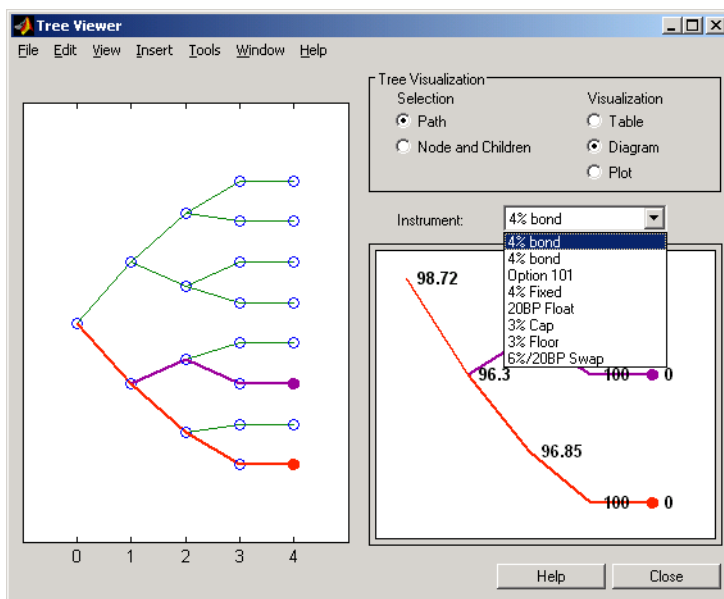 Tree Viewer
File Edit View Insert Tools Window Help
Tree Visualization
Selection
Visualization
Path
Table
Node and Children
Diagram
Plot
Instrument:
4% bond
4% bond
4% bond
Option 101
4% Fixed
20BP Float
3% Cap
3% Floor
6%/20BP Swap
98.72
96.3
100
0
96.85
100
0
0 1 2 3 4
Help
Close